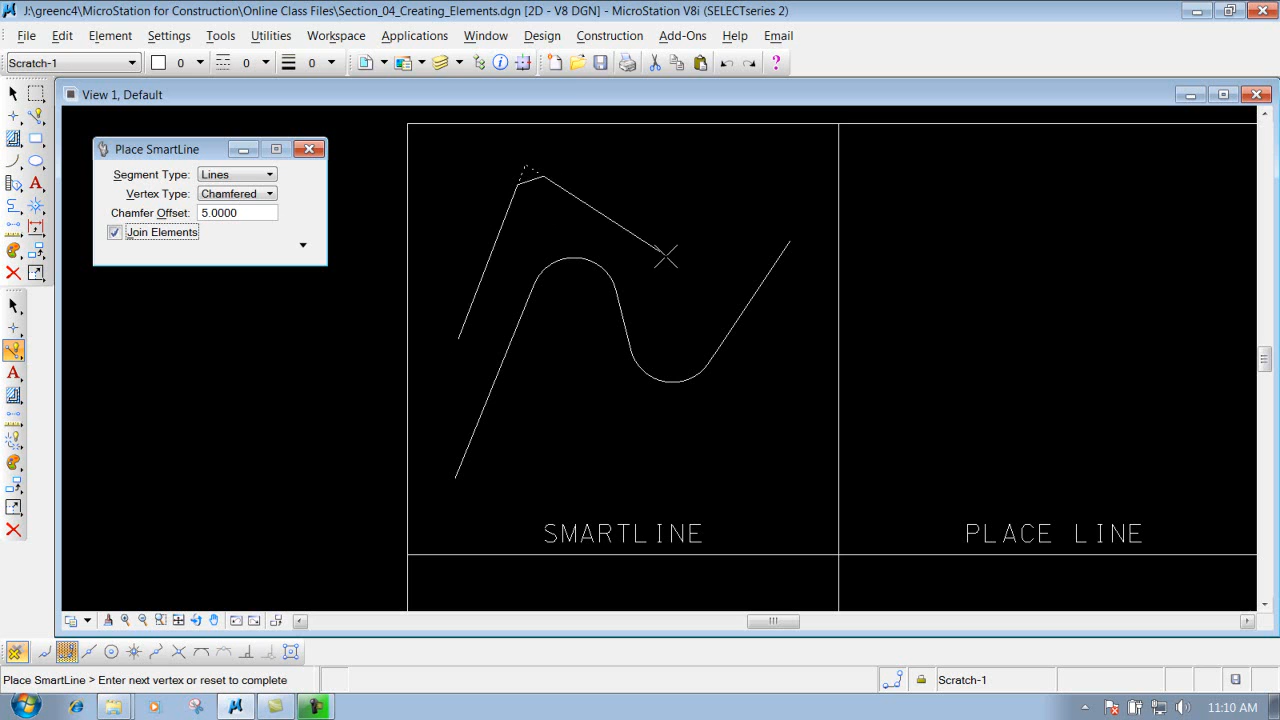 J:\greenc4\MicroStation for Construction\Online Class Files\Section_04_Creating_Elements.dgn [2D - V8 DGN] - MicroStation V8i (SELECTseries 2)
File Edit Element Settings Tools Utilities Workspace Applications Window Design Construction Add-Ons Help Email
Scratch-1 0 0 0
View 1, Default
Place SmartLine
Segment Type: Lines
Vertex Type: Chamfered
Chamfer Offset: 5.0000
Join Elements
SMARTLINE PLACE LINE
Place SmartLine > Enter next vertex or reset to complete Scratch-1
11:10 AM